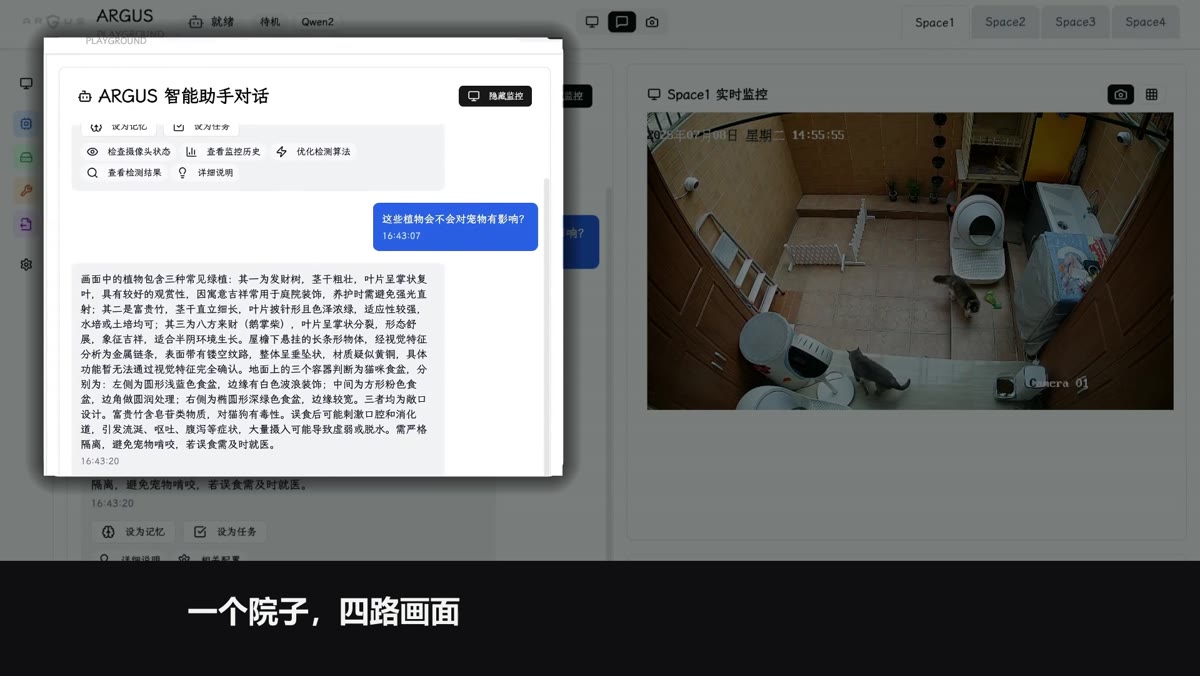 ARGUS
ARGUS
PLAYGROUND
就绪
待机
Qwen2
Space1
Space2
Space3
Space4
PLAYGROUND
ARGUS 智能助手对话
隐藏监控
监控
设为记忆
设为任务
检查摄像头状态
查看监控历史
优化检测算法
查看检测结果
详细说明
这些植物会不会对宠物有影响?
16:43:07
响?
画面中的植物包含三种常见绿植：其一为发财树，茎干粗壮，叶片呈掌状复
叶，具有较好的观赏性，因寓意吉祥常用于庭院装饰，养护时需避免强光直
射；其二是富贵竹，茎干直立细长，叶片披针形且色泽浓绿，适应性较强，
水培或土培均可；其三为八方来财（鹅掌柴），叶片呈掌状分裂，形态舒
展，象征吉祥，适合半阴环境生长。屋檐下悬挂的长条形物体，经视觉特征
分析为金属链条，表面带有镂空纹路，整体呈垂坠状，材质疑似黄铜，具体
功能暂无法通过视觉特征完全确认。地面上的三个容器判断为猫咪食盆，分
别为：左侧为圆形浅蓝色食盆，边缘有白色波浪装饰；中间为方形粉色食
盆，边角做圆润处理；右侧为椭圆形深绿色食盆，边缘较宽。三者均为敞口
设计。富贵竹含皂苷类物质，对猫狗有毒性。误食后可能刺激口腔和消化
道，引发流涎、呕吐、腹泻等症状，大量摄入可能导致虚弱或脱水。需严格
隔离，避免宠物啃咬，若误食需及时就医。
16:43:20
隔离，避免宠物啃咬，若误食需及时就医。
16:43:20
设为记忆
设为任务
详细说明
相关配置
Space1 实时监控
2025年07月08日 星期二 14:55:55
Camera 01
一个院子，四路画面